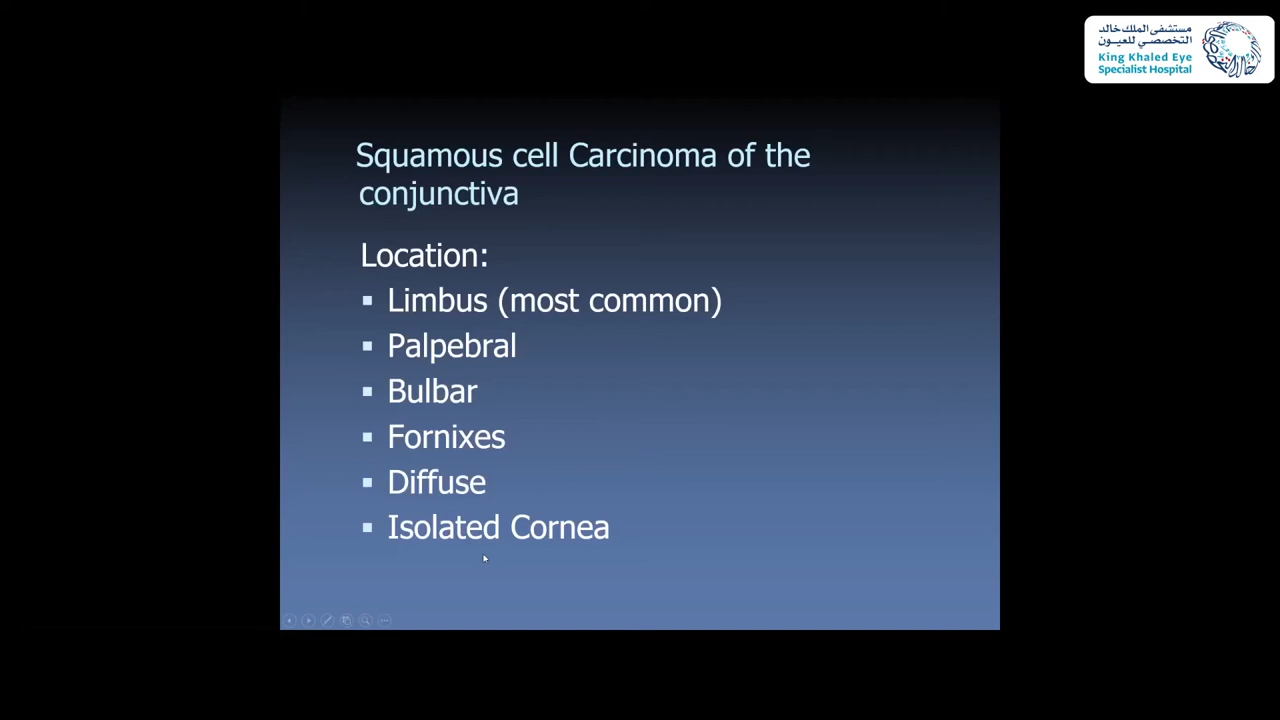 مستشفى الملك خالد
التخصصي للعيون
King Khaled Eye
Specialist Hospital
Squamous cell Carcinoma of the
conjunctiva
Location:
▪ Limbus (most common)
▪ Palpebral
▪ Bulbar
▪ Fornixes
▪ Diffuse
▪ Isolated Cornea